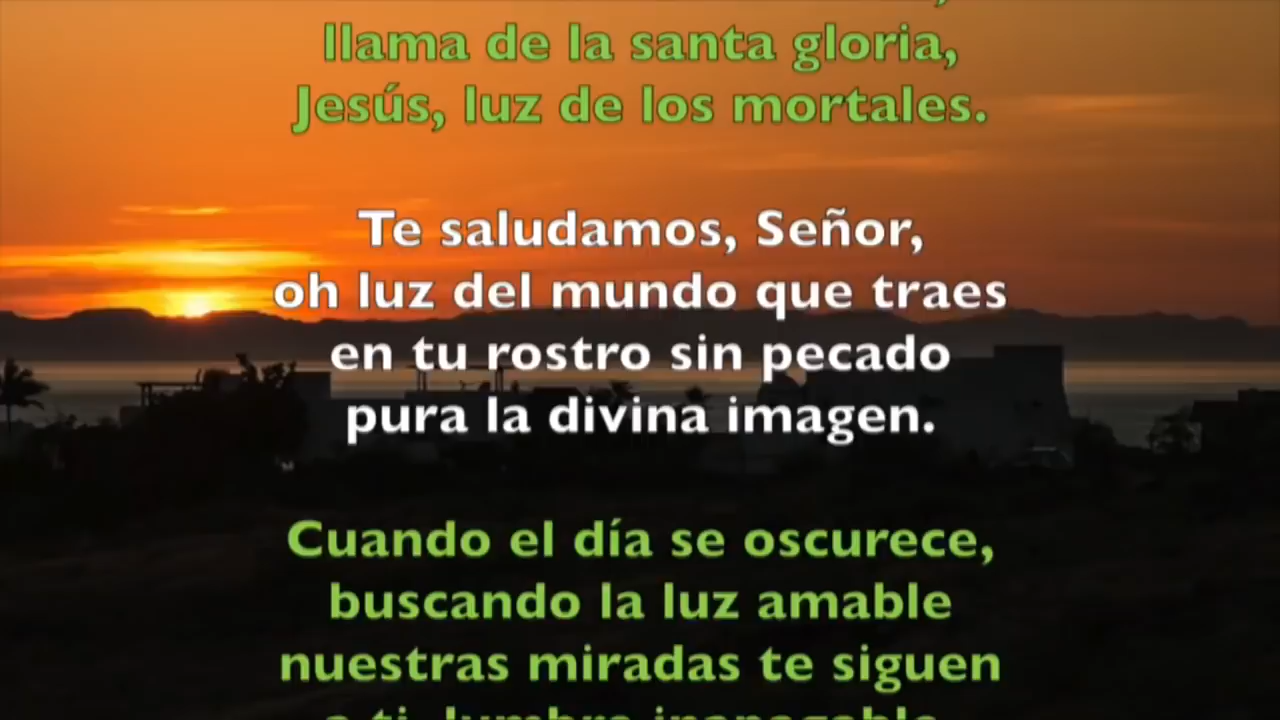 llama de la santa gloria,
Jesús, luz de los mortales.
Te saludamos, Señor,
oh luz del mundo que traes
en tu rostro sin pecado
pura la divina imagen.
Cuando el día se oscurece,
buscando la luz amable
nuestras miradas te siguen
a ti, lumbre inapagable.